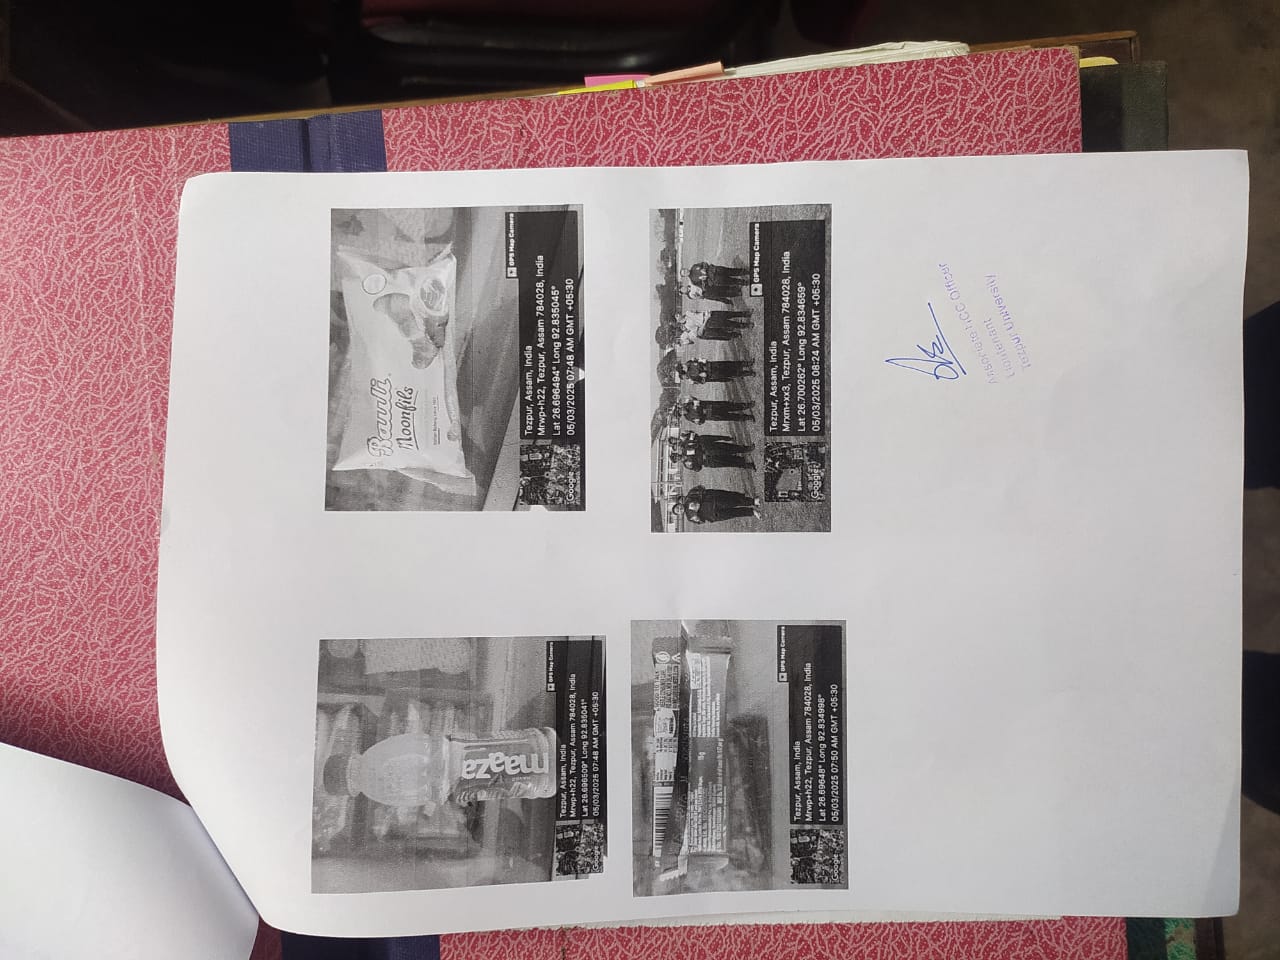 maaza
GPS Map Camera
Tezpur, Assam, India
Mrwp+h22, Tezpur, Assam 784028, India
Lat 26.696509° Long 92.835041°
05/03/2025 07:48 AM GMT +05:30
Google
Bauli
Moonfils
GPS Map Camera
Tezpur, Assam, India
Mrwp+h22, Tezpur, Assam 784028, India
Lat 26.696494° Long 92.835045°
05/03/2025 07:48 AM GMT +05:30
Google
GPS Map Camera
Tezpur, Assam, India
Mrwp+h22, Tezpur, Assam 784028, India
Lat 26.69648° Long 92.834998°
05/03/2025 07:50 AM GMT +05:30
Google
GPS Map Camera
Tezpur, Assam, India
Mrxm+xx3, Tezpur, Assam 784028, India
Lat 26.700262° Long 92.834659°
05/03/2025 08:24 AM GMT +05:30
Google
Associate NCC Officer
Lieutenant
Tezpur University